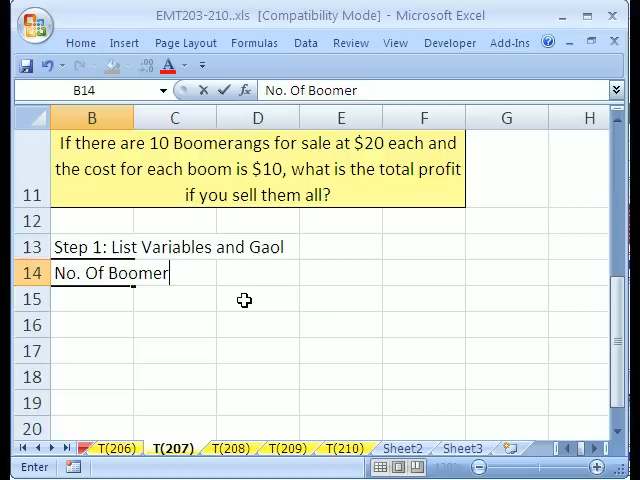 EMT203-210..xls [Compatibility Mode] - Microsoft Excel
Home Insert Page Layout Formulas Data Review View Developer Add-Ins
B14 No. Of Boomer
B C D E F G H
If there are 10 Boomerangs for sale at $20 each and
the cost for each boom is $10, what is the total profit
11 if you sell them all?
12
13 Step 1: List Variables and Gaol
14 No. Of Boomer
15
16
17
18
19
20
T(206) T(207) T(208) T(209) T(210) Sheet2 Sheet3
Enter